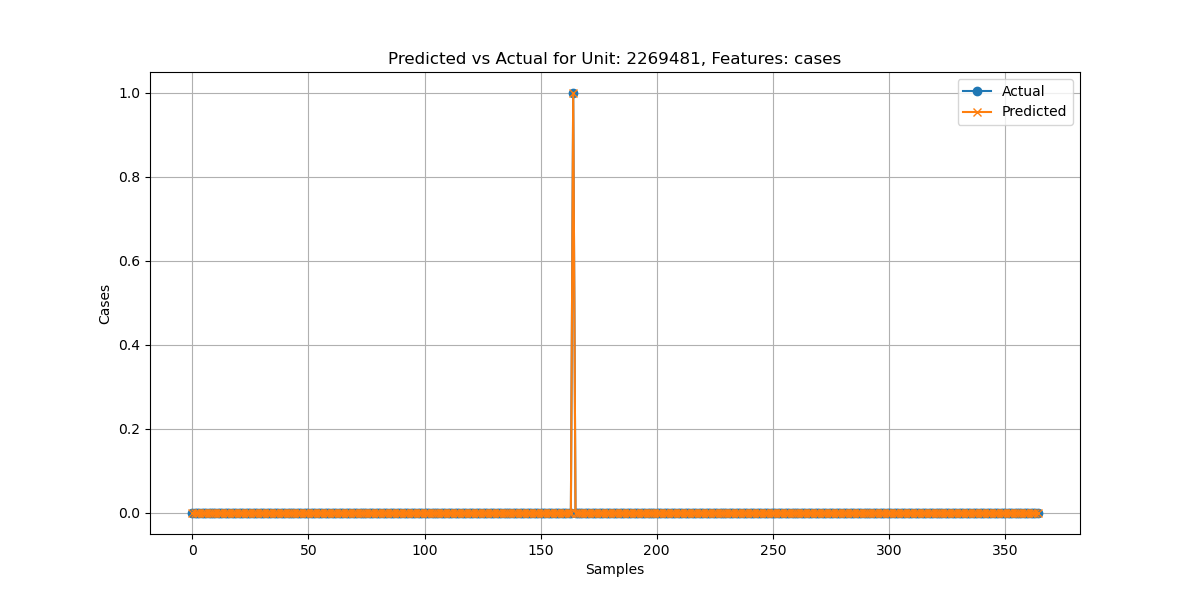 Predicted vs Actual for Unit: 2269481, Features: cases
Actual
Predicted
1.0
0.8
0.6
0.4
0.2
0.0
Cases
0 50 100 150 200 250 300 350
Samples